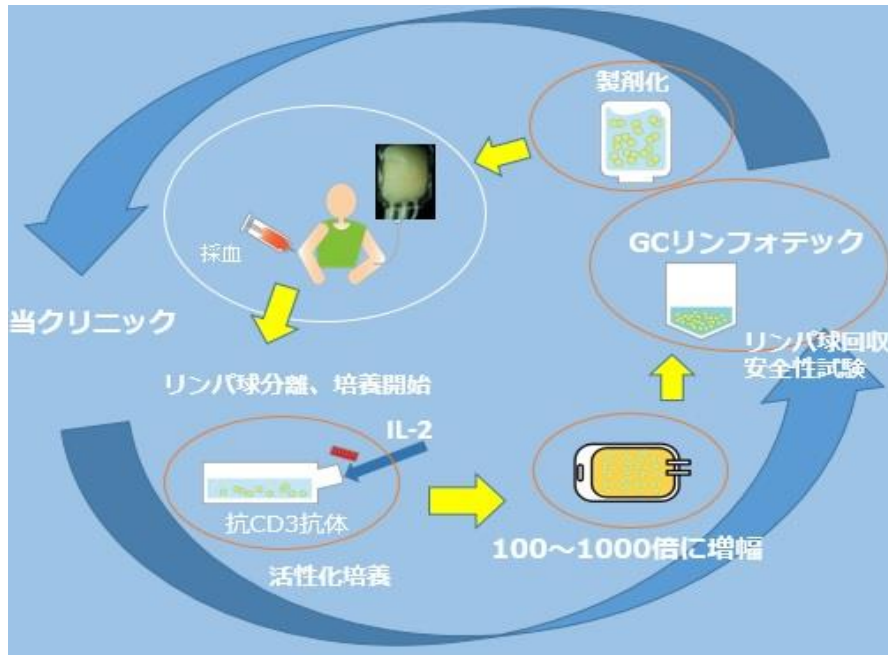 製剤化
採血
GCリンフォテック
当クリニック
リンパ球回収
安全性試験
リンパ球分離、培養開始
IL-2
抗CD3抗体
活性化培養
100～1000倍に増幅